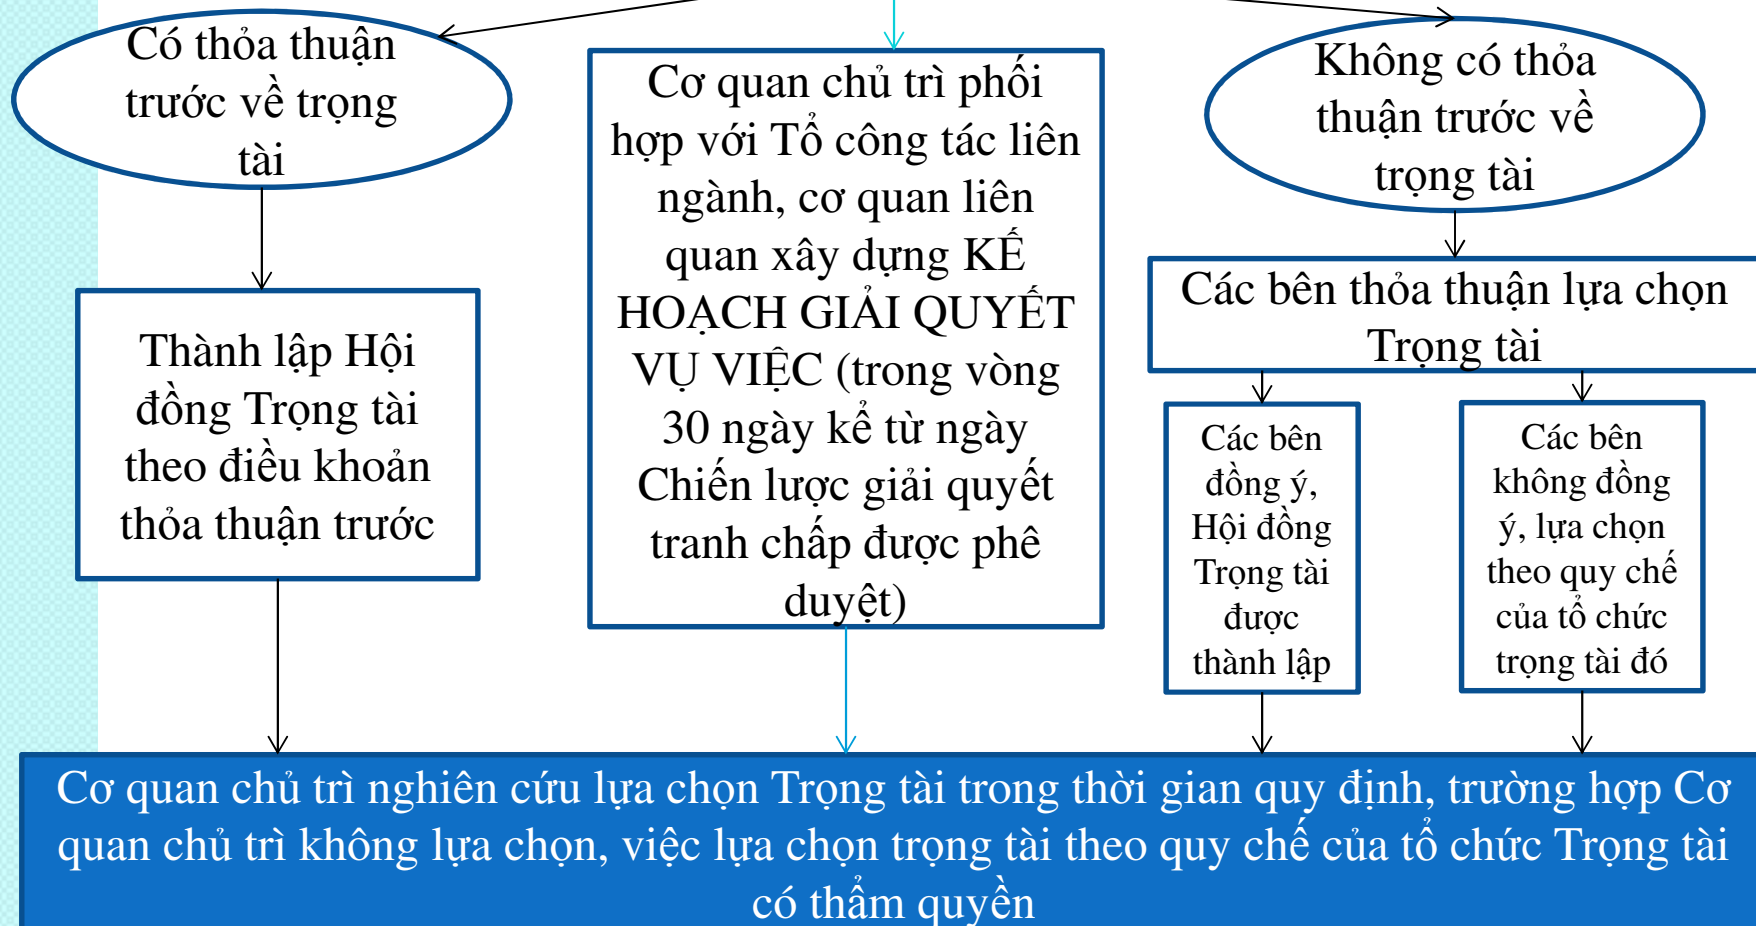 Có thỏa thuận
trước về trọng
tài
Thành lập Hội
đồng Trọng tài
theo điều khoản
thỏa thuận trước
Cơ quan chủ trì phối
hợp với Tổ công tác liên
ngành, cơ quan liên
quan xây dựng KẾ
HOẠCH GIẢI QUYẾT
VỤ VIỆC (trong vòng
30 ngày kể từ ngày
Chiến lược giải quyết
tranh chấp được phê
duyệt)
Không có thỏa
thuận trước về
trọng tài
Các bên thỏa thuận lựa chọn
Trọng tài
Các bên
đồng ý,
Hội đồng
Trọng tài
được
thành lập
Các bên
không đồng
ý, lựa chọn
theo quy chế
của tổ chức
trọng tài đó
Cơ quan chủ trì nghiên cứu lựa chọn Trọng tài trong thời gian quy định, trường hợp Cơ
quan chủ trì không lựa chọn, việc lựa chọn trọng tài theo quy chế của tổ chức Trọng tài
có thẩm quyền